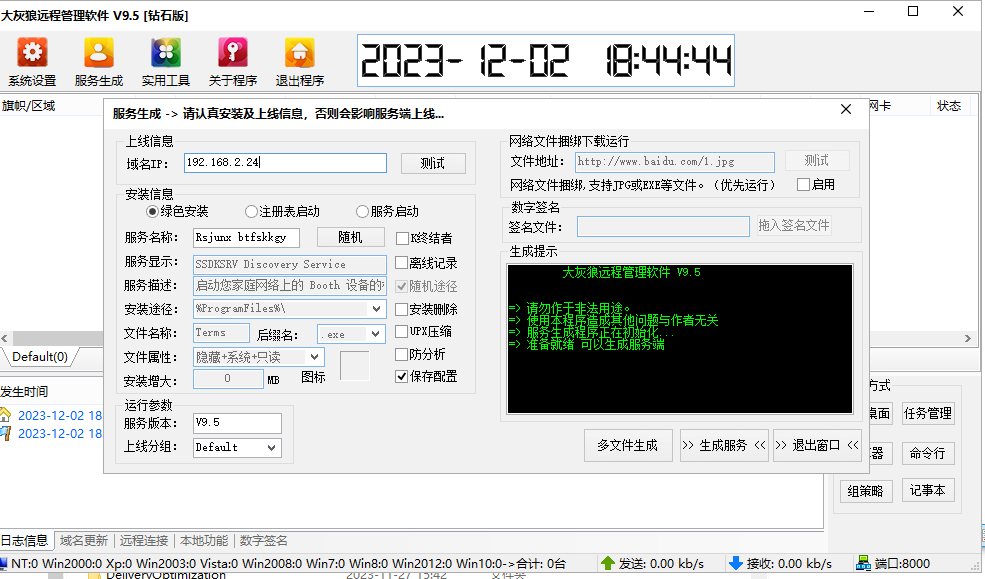 大灰狼远程管理软件 V9.5 [钻石版]
系统设置 服务生成 实用工具 关于程序 退出程序
2023-12-02 18:44:44
旗帜/区域 网卡 状态
服务生成 -> 请认真安装及上线信息，否则会影响服务端上线...
上线信息
域名IP: 192.168.2.24 测试
安装信息
绿色安装 注册表启动 服务启动
服务名称: Rsjunx btfskkgy 随机 K终结者
服务显示: SSDKSRV Discovery Service 离线记录
服务描述: 启动您家庭网络上的 Booth 设备的 随机途径
安装途径: %ProgramFiles%\ 安装删除
文件名称: Terms 后缀名: .exe UPX压缩
文件属性: 隐藏+系统+只读 防分析
安装增大: 0 MB 图标 保存配置
运行参数
服务版本: V9.5
上线分组: Default
网络文件捆绑下载运行
文件地址: http://www.baidu.com/1.jpg 测试
网络文件捆绑,支持JPG或EXE等文件。（优先运行） 启用
数字签名
签名文件: 拖入签名文件
生成提示
大灰狼远程管理软件 V9.5
=> 请勿作于非法用途。
=> 使用本程序造成其他问题与作者无关
=> 服务生成程序正在初始化...
=> 准备就绪 可以生成服务端
多文件生成 >> 生成服务 << >> 退出窗口 <<
Default(0)
发生时间
2023-12-02 18
2023-12-02 18
方式
桌面 任务管理
器 命令行
组策略 记事本
日志信息 域名更新 远程连接 本地功能 数字签名
NT:0 Win2000:0 Xp:0 Win2003:0 Vista:0 Win2008:0 Win7:0 Win8:0 Win2012:0 Win10:0->合计: 0台 发送: 0.00 kb/s 接收: 0.00 kb/s 端口:8000
DeliveryOptimization 2023-11-27 15:42 文件夹